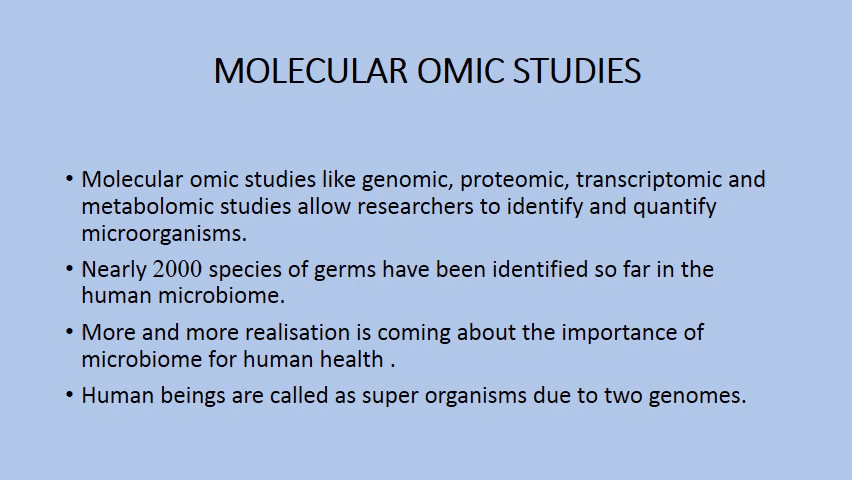 MOLECULAR OMIC STUDIES
• Molecular omic studies like genomic, proteomic, transcriptomic and
metabolomic studies allow researchers to identify and quantify
microorganisms.
• Nearly 2000 species of germs have been identified so far in the
human microbiome.
• More and more realisation is coming about the importance of
microbiome for human health .
• Human beings are called as super organisms due to two genomes.